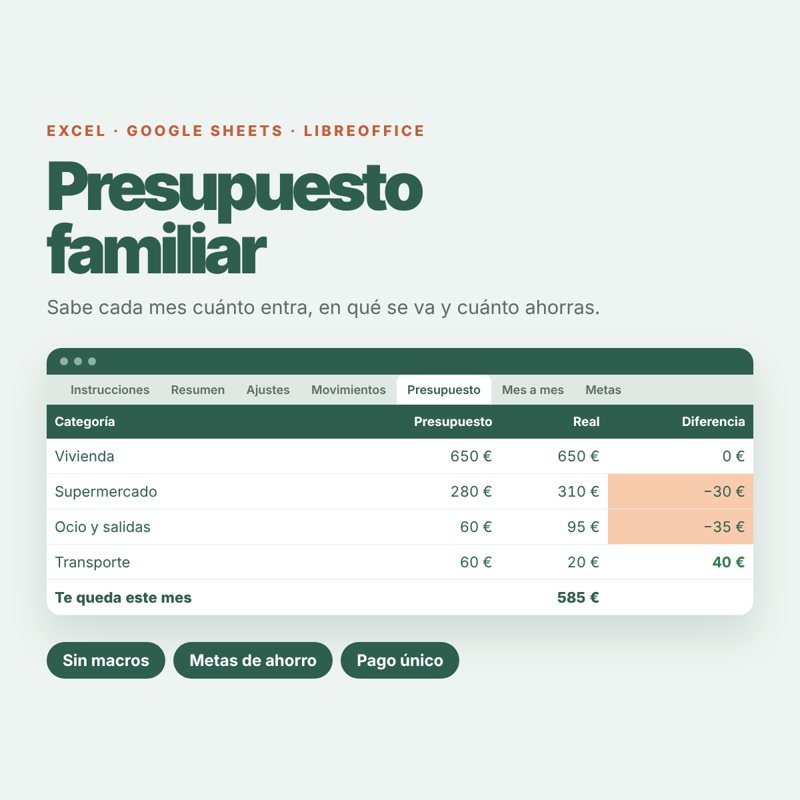 EXCEL · GOOGLE SHEETS · LIBREOFFICE
Presupuesto
familiar
Sabe cada mes cuánto entra, en qué se va y cuánto ahorras.
Instrucciones Resumen Ajustes Movimientos Presupuesto Mes a mes Metas
Categoría Presupuesto Real Diferencia
Vivienda 650 € 650 € 0 €
Supermercado 280 € 310 € −30 €
Ocio y salidas 60 € 95 € −35 €
Transporte 60 € 20 € 40 €
Te queda este mes 585 €
Sin macros Metas de ahorro Pago único